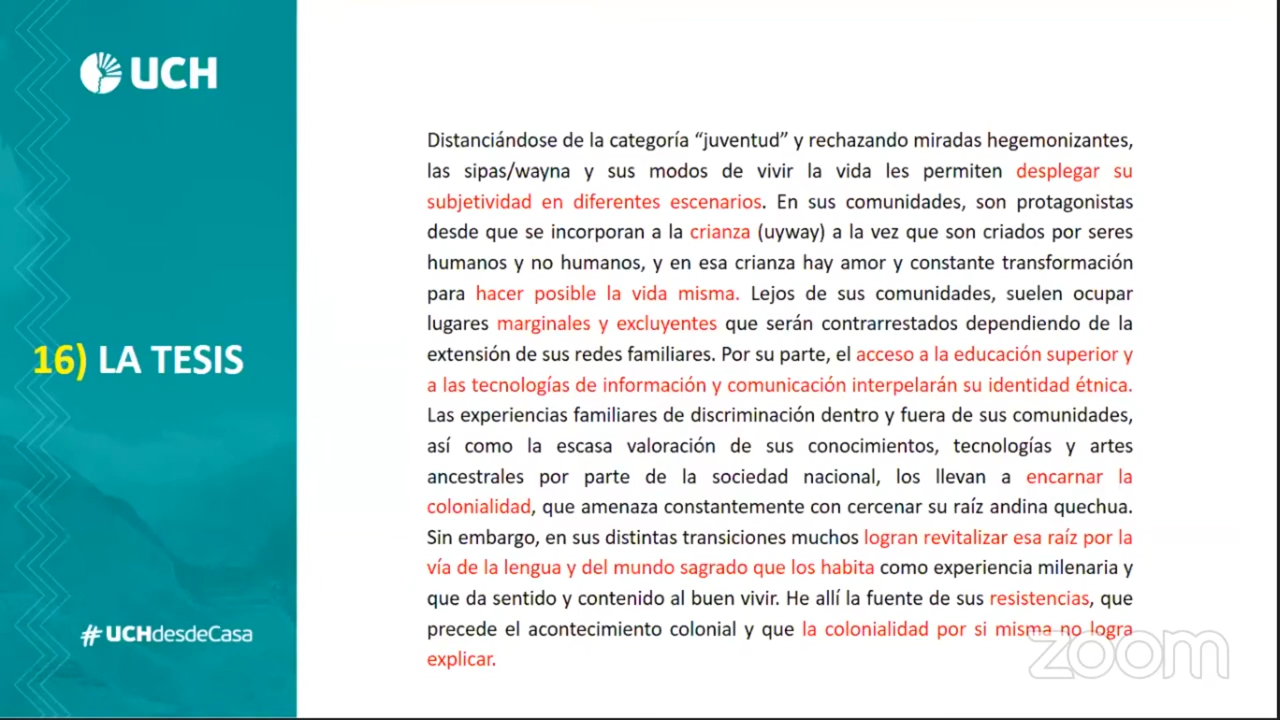 UCH
16) LA TESIS
#UCHdesdeCasa
Distanciándose de la categoría “juventud” y rechazando miradas hegemonizantes,
las sipas/wayna y sus modos de vivir la vida les permiten desplegar su
subjetividad en diferentes escenarios. En sus comunidades, son protagonistas
desde que se incorporan a la crianza (uyway) a la vez que son criados por seres
humanos y no humanos, y en esa crianza hay amor y constante transformación
para hacer posible la vida misma. Lejos de sus comunidades, suelen ocupar
lugares marginales y excluyentes que serán contrarrestados dependiendo de la
extensión de sus redes familiares. Por su parte, el acceso a la educación superior y
a las tecnologías de información y comunicación interpelarán su identidad étnica.
Las experiencias familiares de discriminación dentro y fuera de sus comunidades,
así como la escasa valoración de sus conocimientos, tecnologías y artes
ancestrales por parte de la sociedad nacional, los llevan a encarnar la
colonialidad, que amenaza constantemente con cercenar su raíz andina quechua.
Sin embargo, en sus distintas transiciones muchos logran revitalizar esa raíz por la
vía de la lengua y del mundo sagrado que los habita como experiencia milenaria y
que da sentido y contenido al buen vivir. He allí la fuente de sus resistencias, que
precede el acontecimiento colonial y que la colonialidad por si misma no logra
explicar.
zoom